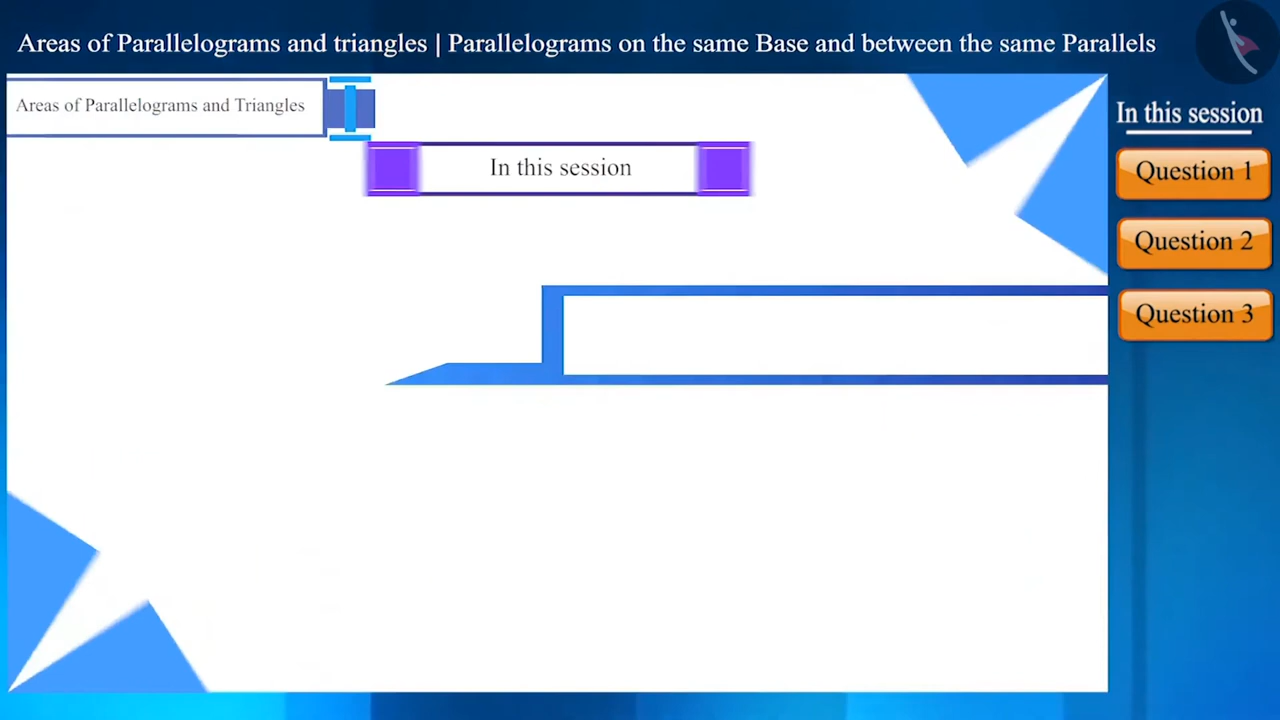 Areas of Parallelograms and triangles | Parallelograms on the same Base and between the same Parallels
Areas of Parallelograms and Triangles
In this session
In this session
Question 1
Question 2
Question 3